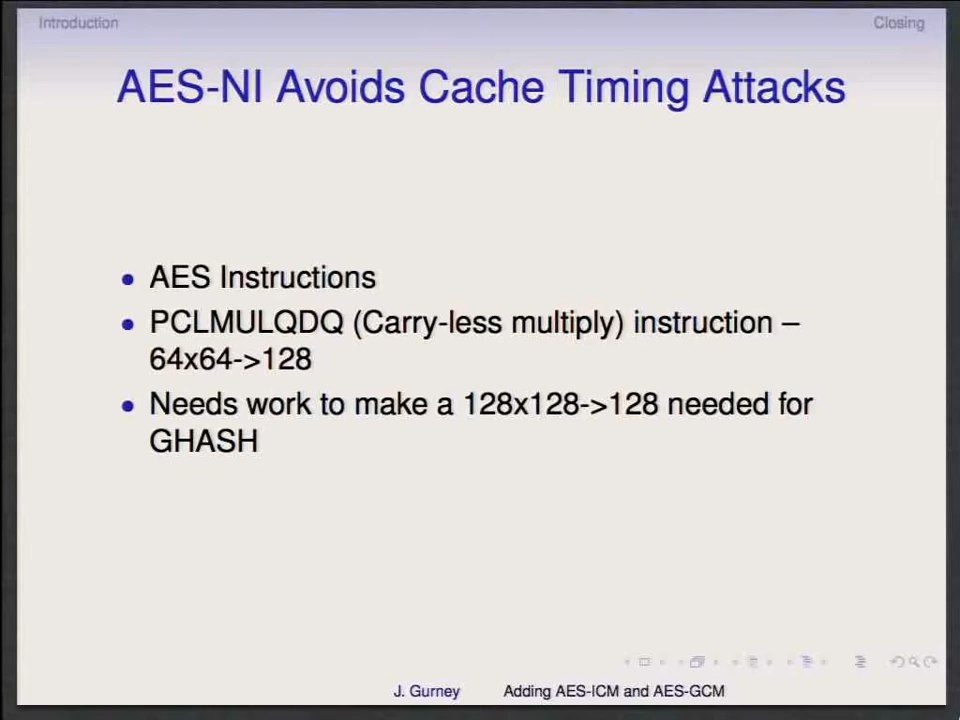 Introduction
Closing
AES-NI Avoids Cache Timing Attacks
• AES Instructions
• PCLMULQDQ (Carry-less multiply) instruction –
64x64->128
• Needs work to make a 128x128->128 needed for
GHASH
J. Gurney
Adding AES-ICM and AES-GCM